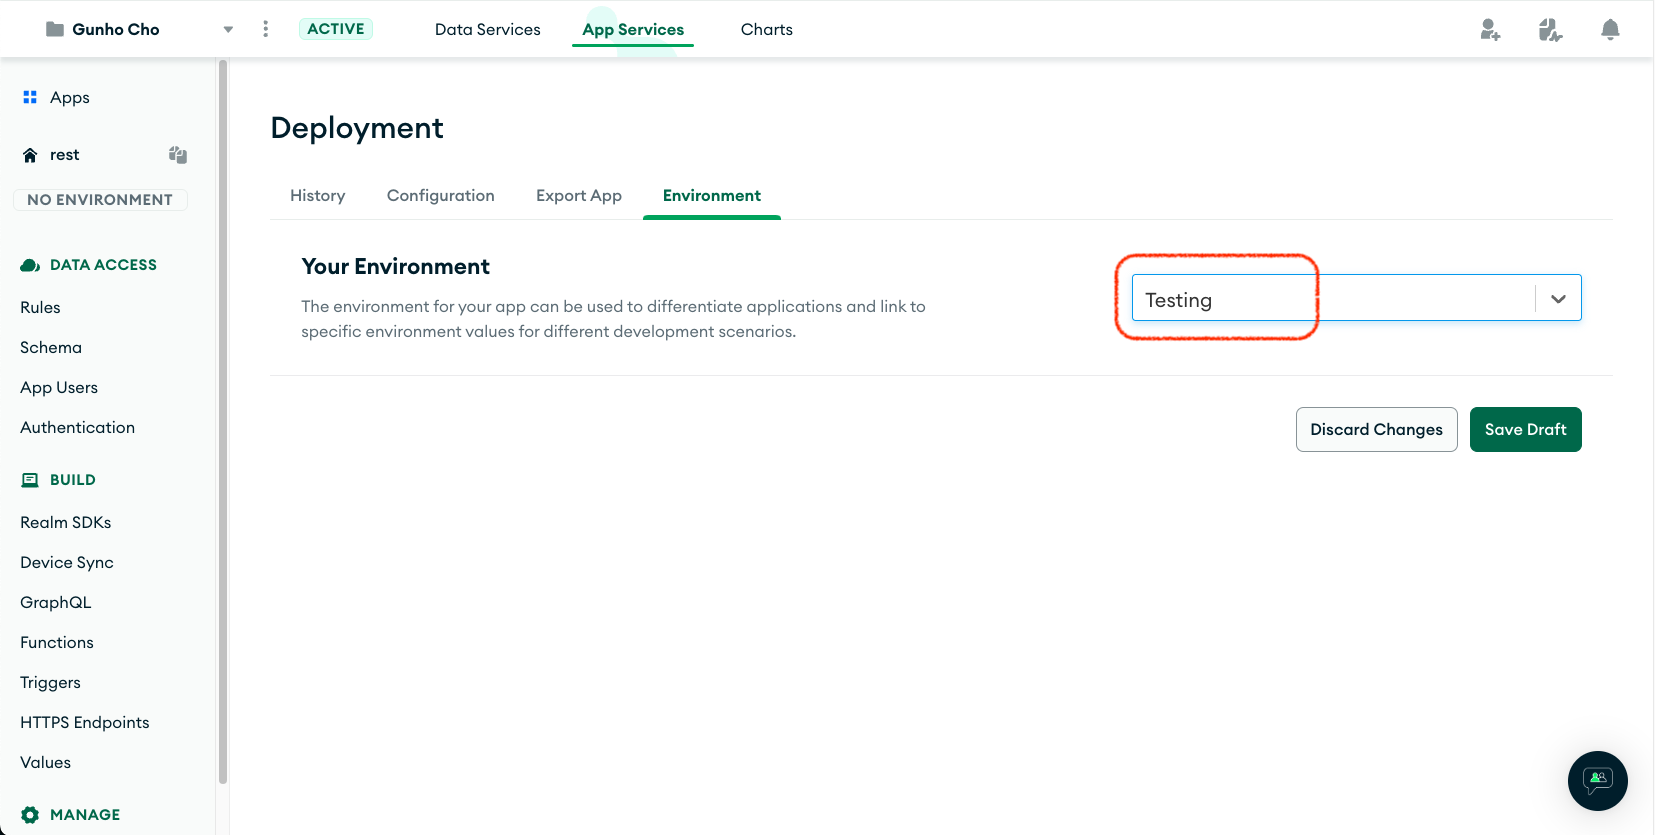 Gunho Cho
ACTIVE
Data Services
App Services
Charts
Apps
rest
NO ENVIRONMENT
DATA ACCESS
Rules
Schema
App Users
Authentication
BUILD
Realm SDKs
Device Sync
GraphQL
Functions
Triggers
HTTPS Endpoints
Values
MANAGE
Deployment
History
Configuration
Export App
Environment
Your Environment
The environment for your app can be used to differentiate applications and link to
specific environment values for different development scenarios.
Testing
Discard Changes
Save Draft